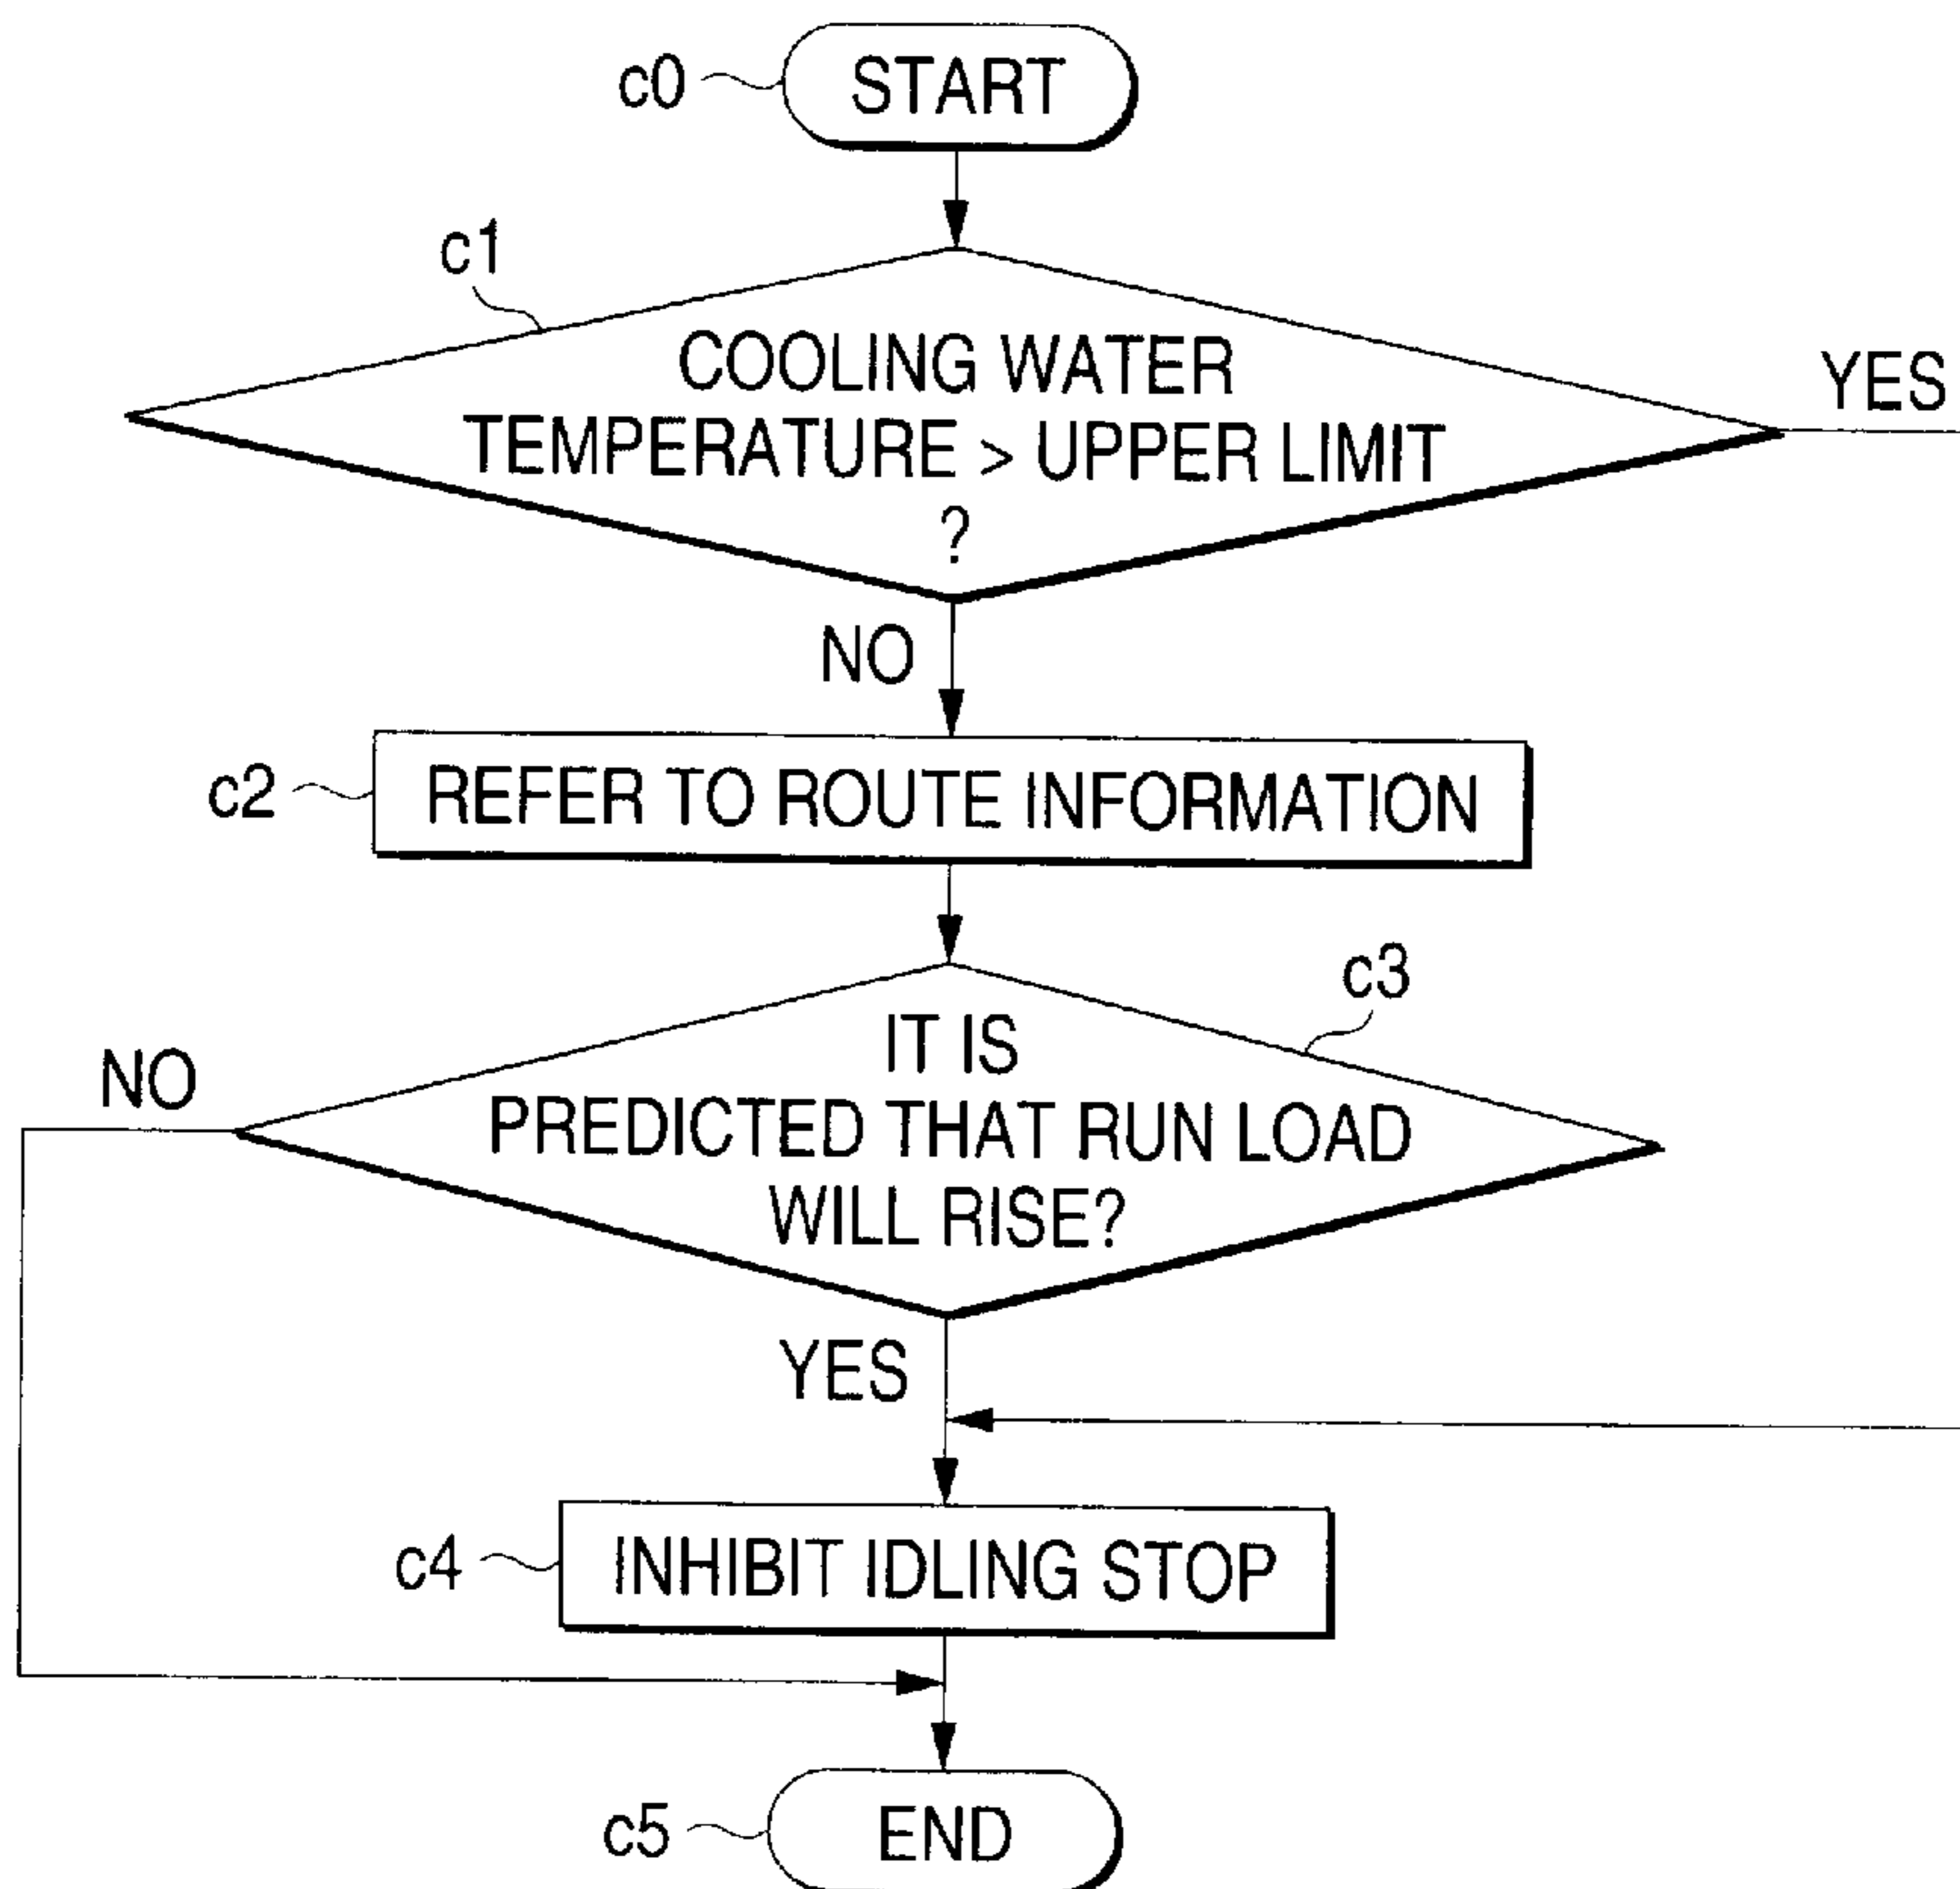 c0
START
c1
COOLING WATER
TEMPERATURE > UPPER LIMIT
?
YES
NO
c2
REFER TO ROUTE INFORMATION
c3
IT IS
PREDICTED THAT RUN LOAD
WILL RISE?
NO
YES
c4
INHIBIT IDLING STOP
c5
END